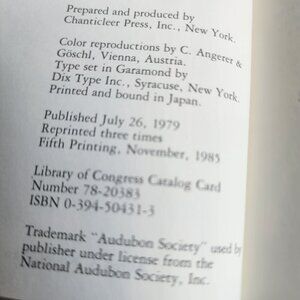 Prepared and produced by
Chanticleer Press, Inc., New York.
Color reproductions by C. Angerer &
Göschl, Vienna, Austria.
Type set in Garamond by
Dix Type Inc., Syracuse, New York.
Printed and bound in Japan.
Published July 26, 1979
Reprinted three times
Fifth Printing, November, 1985
Library of Congress Catalog Card
Number 78-20383
ISBN 0-394-50431-3
Trademark "Audubon Society" used by
publisher under license from the
National Audubon Society, Inc.